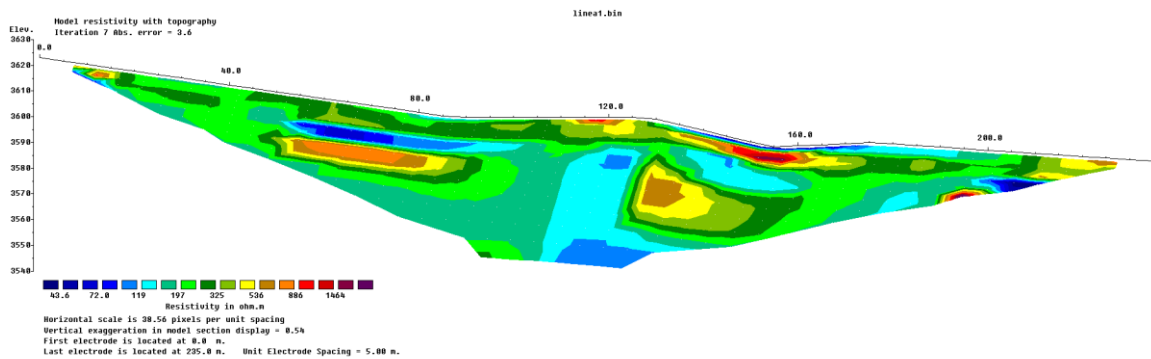 linea1.bin
Model resistivity with topography
Iteration 7 Abs. error = 3.6
Elev.
3630
0.0
3620
40.0
3610
80.0
3600
120.0
160.0
3590
200.0
3580
3570
3560
3550
3540
43.6 72.0 119 197 325 536 886 1464
Resistivity in ohm.m
Horizontal scale is 38.56 pixels per unit spacing
Vertical exaggeration in model section display = 0.54
First electrode is located at 0.0 m.
Last electrode is located at 235.0 m. Unit Electrode Spacing = 5.00 m.